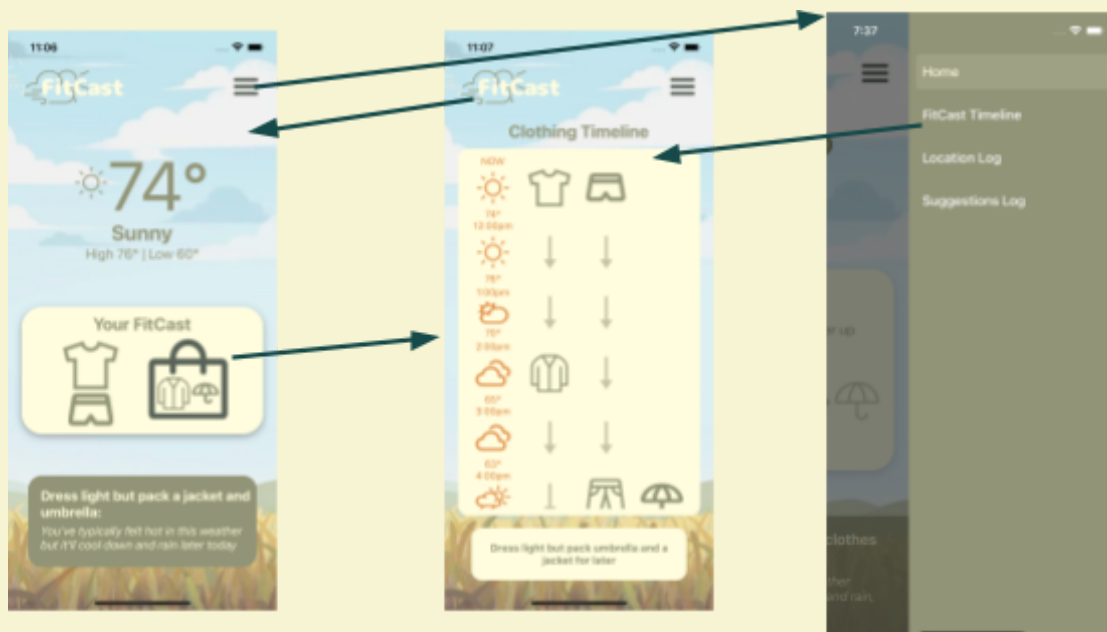 11:06
FitCast
74°
Sunny
High 76° | Low 60°
Your FitCast
Dress light but pack a jacket and
umbrella:
You've typically felt hot in this weather
but it'll cool down and rain later today
11:07
FitCast
Clothing Timeline
NOW
12:00pm
76°
1:00pm
2:00pm
65°
3:00pm
63°
4:00pm
Dress light but pack umbrella and a
jacket for later
7:37
Home
FitCast Timeline
Location Log
Suggestions Log
er up
clothes
and rain,